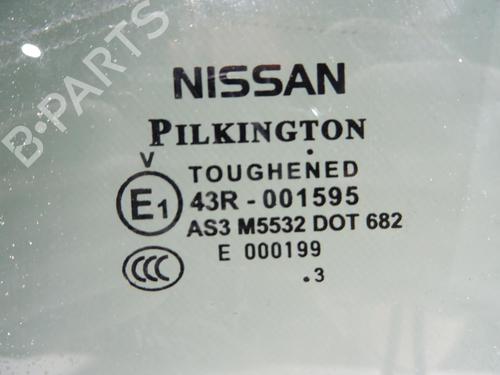 B-PARTS
NISSAN
PILKINGTON
V
TOUGHENED
E1 43R - 001595
AS3 M5532 DOT 682
CCC E 000199
.3